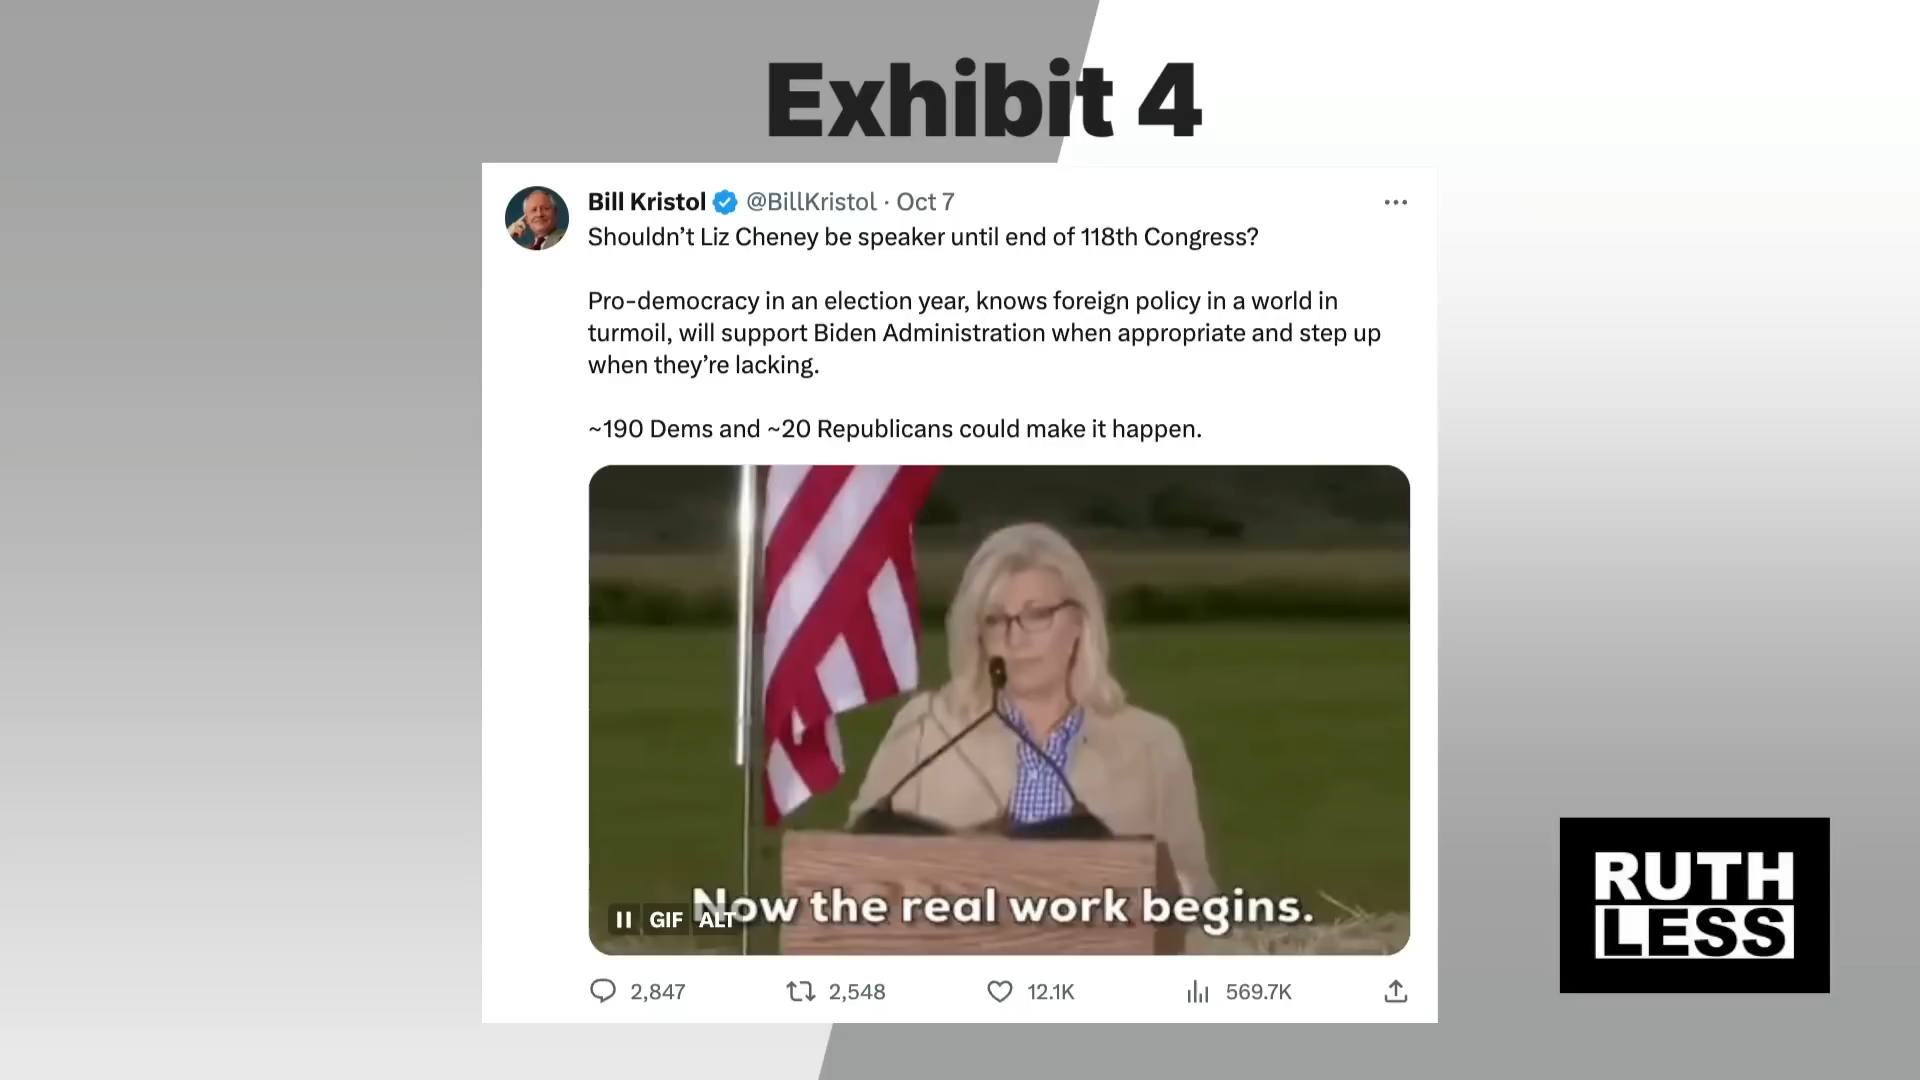 Exhibit 4
Bill Kristol @BillKristol · Oct 7
Shouldn’t Liz Cheney be speaker until end of 118th Congress?
Pro-democracy in an election year, knows foreign policy in a world in
turmoil, will support Biden Administration when appropriate and step up
when they’re lacking.
~190 Dems and ~20 Republicans could make it happen.
Now the real work begins.
GIF ALT
2,847 2,548 12.1K 569.7K
RUTH
LESS